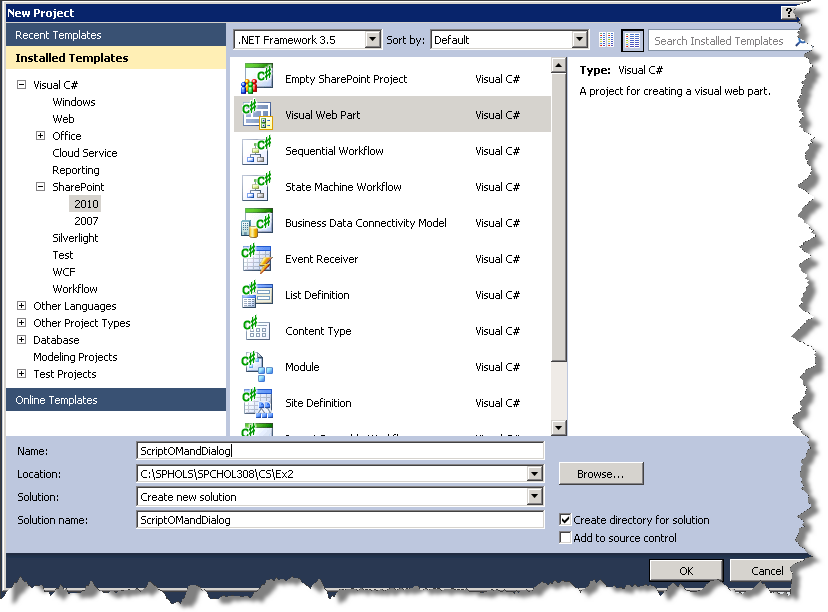 New Project
?
Recent Templates
Installed Templates
Visual C#
Windows
Web
Office
Cloud Service
Reporting
SharePoint
2010
2007
Silverlight
Test
WCF
Workflow
Other Languages
Other Project Types
Database
Modeling Projects
Test Projects
Online Templates
.NET Framework 3.5 Sort by: Default
Search Installed Templates
Empty SharePoint Project Visual C#
Visual Web Part Visual C#
Sequential Workflow Visual C#
State Machine Workflow Visual C#
Business Data Connectivity Model Visual C#
Event Receiver Visual C#
List Definition Visual C#
Content Type Visual C#
Module Visual C#
Site Definition Visual C#
Type: Visual C#
A project for creating a visual web part.
Name: ScriptOMandDialog
Location: C:\SPHOLS\SPCHOL308\CS\Ex2
Browse...
Solution: Create new solution
Solution name: ScriptOMandDialog
Create directory for solution
Add to source control
OK
Cancel